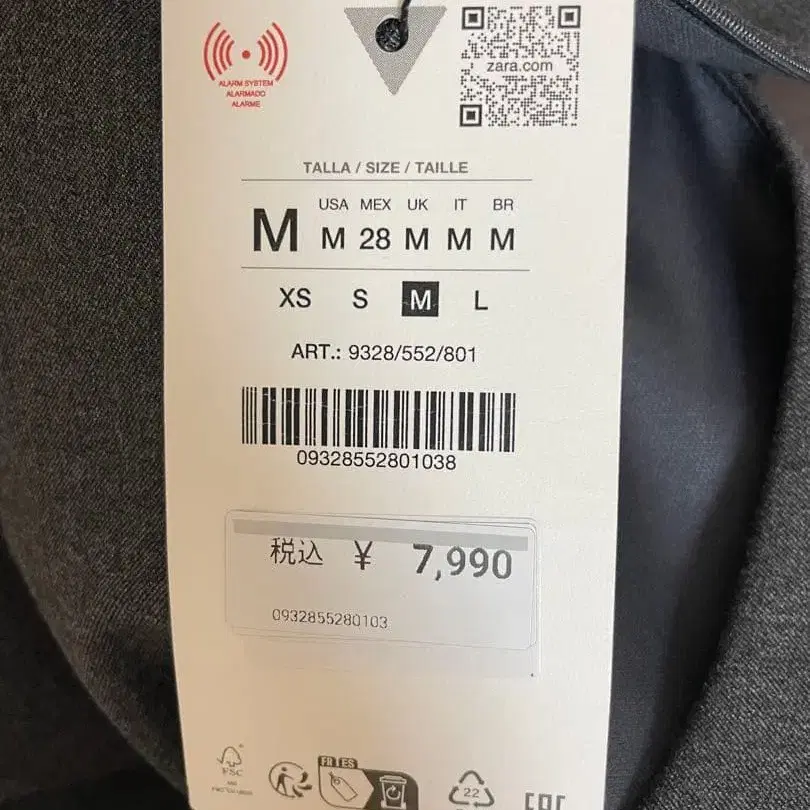 ALARM SYSTEM
ALARMADO
ALARME
zara.com
TALLA / SIZE / TAILLE
USA MEX UK IT BR
M M 28 M M M
XS S M L
ART.: 9328/552/801
09328552801038
税込 ¥ 7,990
0932855280103
FSC
FR ES
22